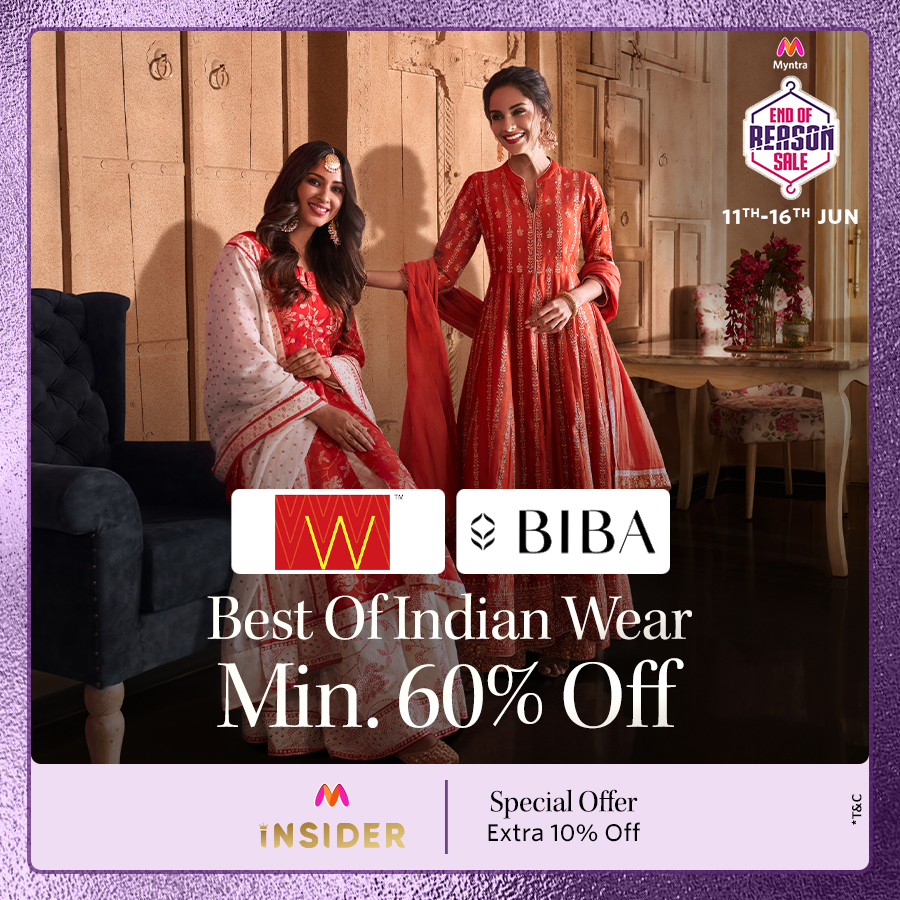 Myntra
END OF
REASON
SALE
11TH-16TH JUN
W
TM
BIBA
Best Of Indian Wear
Min. 60% Off
INSIDER
Special Offer
Extra 10% Off
*T&C